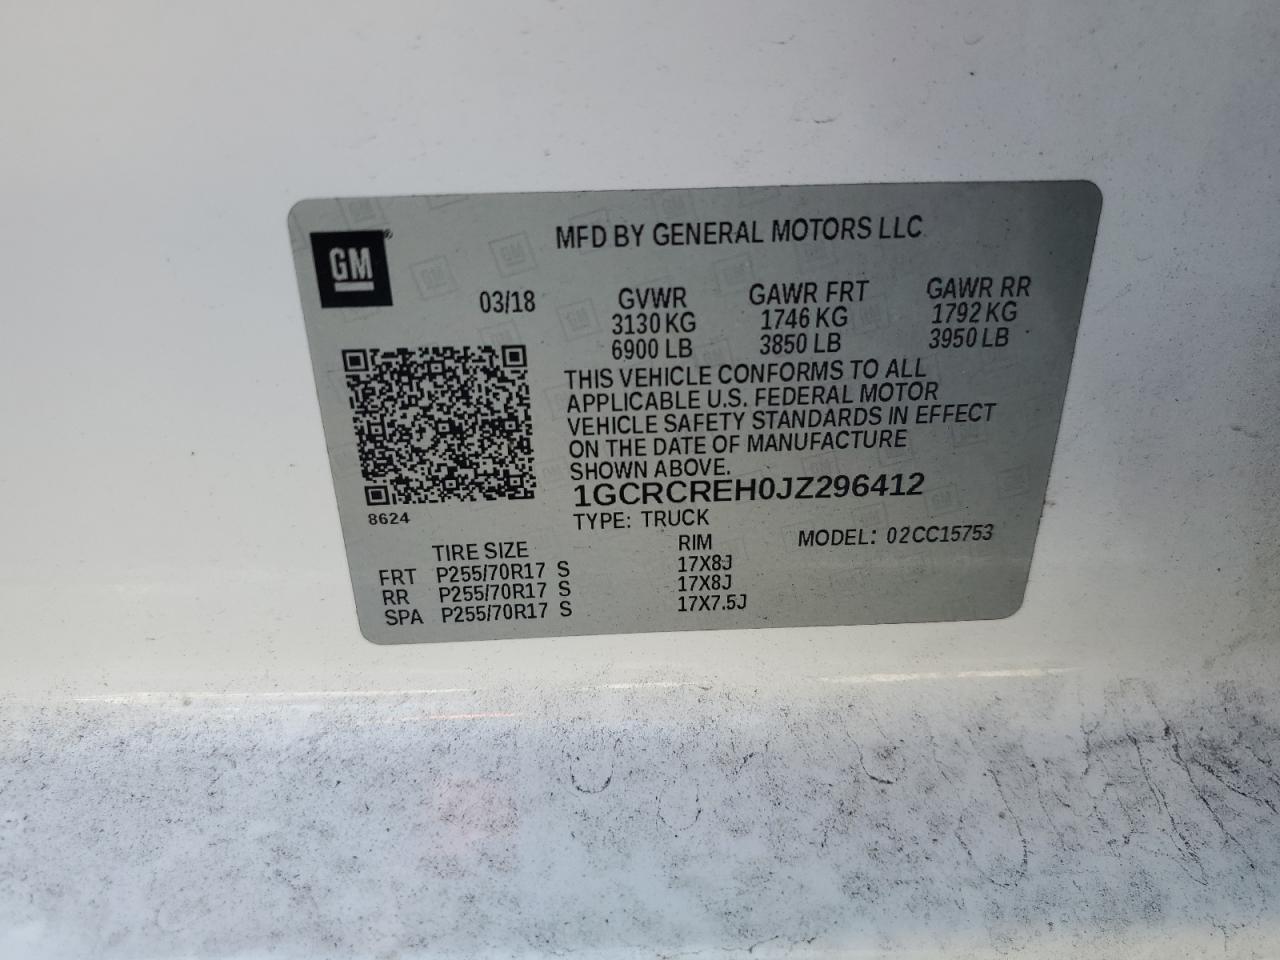 GM®
MFD BY GENERAL MOTORS LLC
03/18
GVWR
3130 KG
6900 LB
GAWR FRT
1746 KG
3850 LB
GAWR RR
1792 KG
3950 LB
THIS VEHICLE CONFORMS TO ALL
APPLICABLE U.S. FEDERAL MOTOR
VEHICLE SAFETY STANDARDS IN EFFECT
ON THE DATE OF MANUFACTURE
SHOWN ABOVE.
1GCRCREH0JZ296412
8624
TYPE: TRUCK
MODEL: 02CC15753
TIRE SIZE RIM
FRT P255/70R17 S 17X8J
RR P255/70R17 S 17X8J
SPA P255/70R17 S 17X7.5J